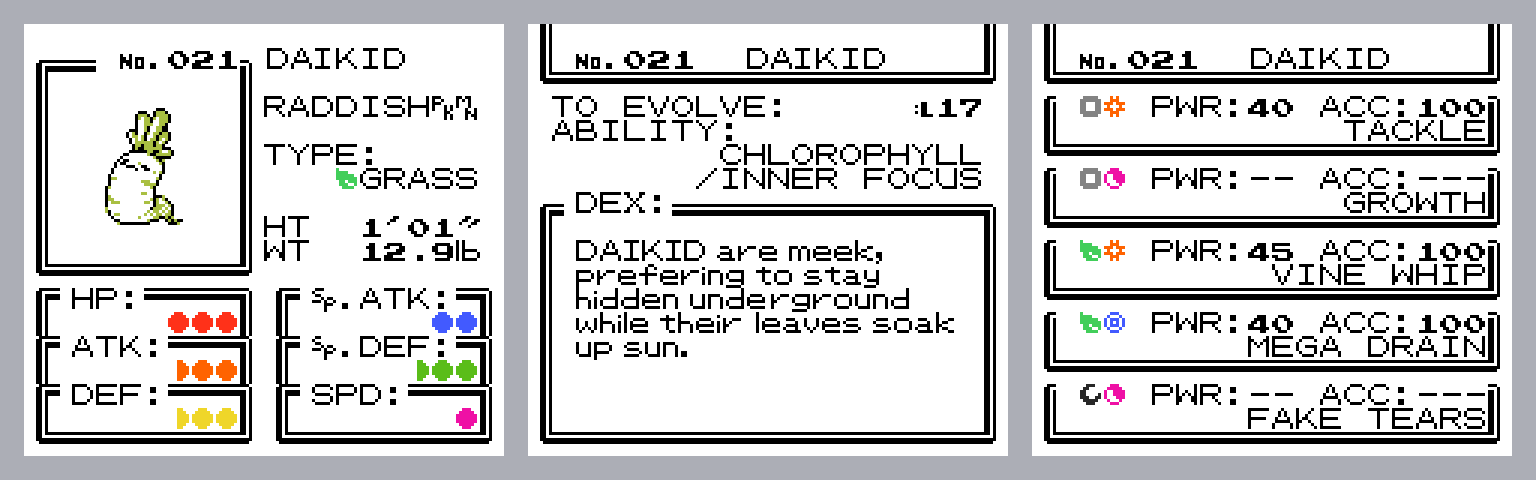 No.021 DAIKID
RADDISH PKMN
TYPE:
GRASS
HT 1´01˝
WT 12.9lb
HP:
ATK:
DEF:
Sp.ATK:
Sp.DEF:
SPD:
No.021 DAIKID
TO EVOLVE: :L17
ABILITY:
CHLOROPHYLL
/INNER FOCUS
DEX:
DAIKID are meek,
prefering to stay
hidden underground
while their leaves soak
up sun.
No.021 DAIKID
PWR:40 ACC:100
TACKLE
PWR:-- ACC:---
GROWTH
PWR:45 ACC:100
VINE WHIP
PWR:40 ACC:100
MEGA DRAIN
PWR:-- ACC:---
FAKE TEARS